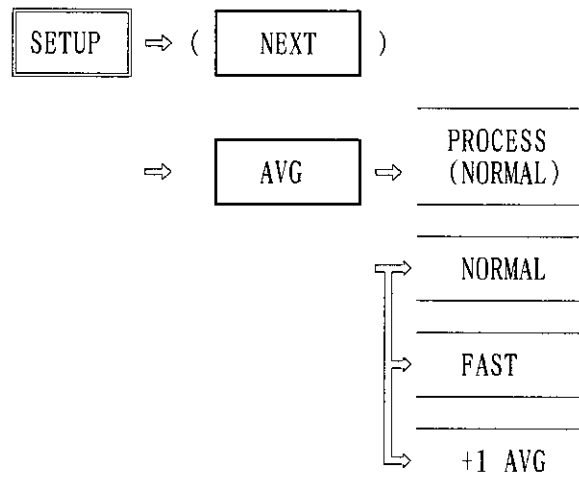 SETUP ⇨ ( NEXT )
⇨ AVG ⇨ PROCESS
(NORMAL)
NORMAL
FAST
+1 AVG